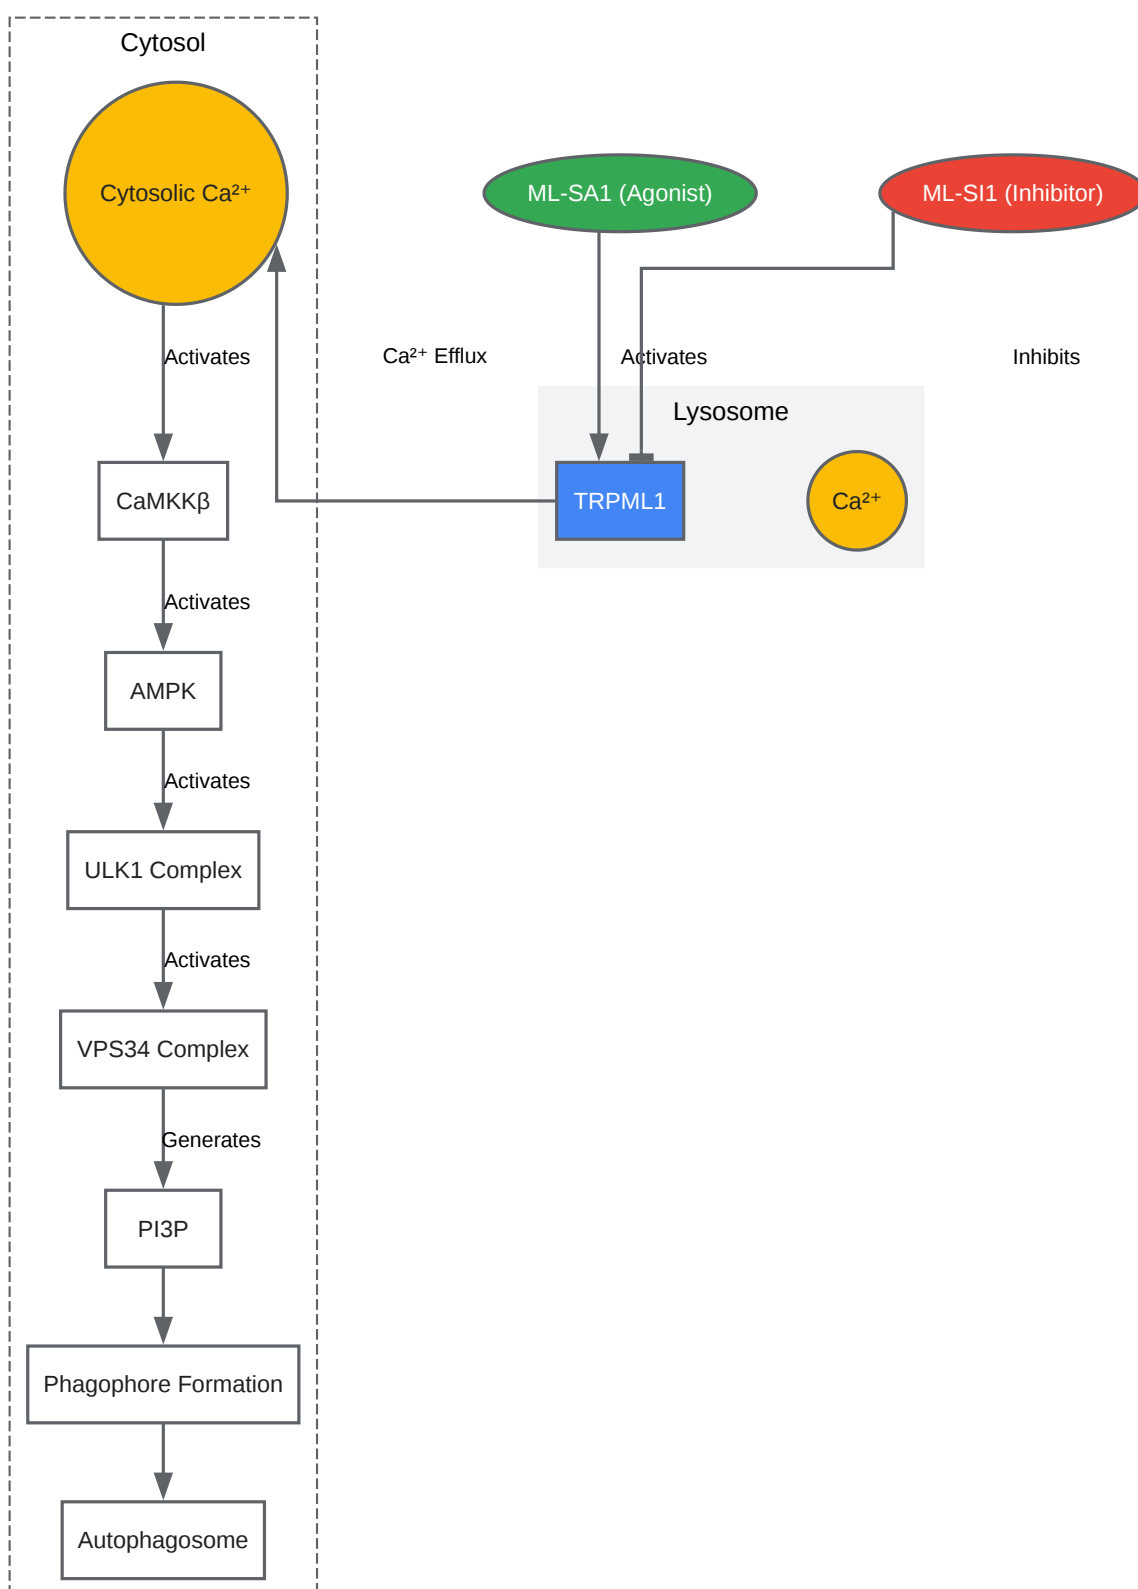 Cytosol
Cytosolic Ca²⁺
ML-SA1 (Agonist)
ML-SI1 (Inhibitor)
Activates
Ca²⁺ Efflux
Activates
Inhibits
Lysosome
CaMKKβ
TRPML1
Ca²⁺
Activates
AMPK
Activates
ULK1 Complex
Activates
VPS34 Complex
Generates
PI3P
Phagophore Formation
Autophagosome